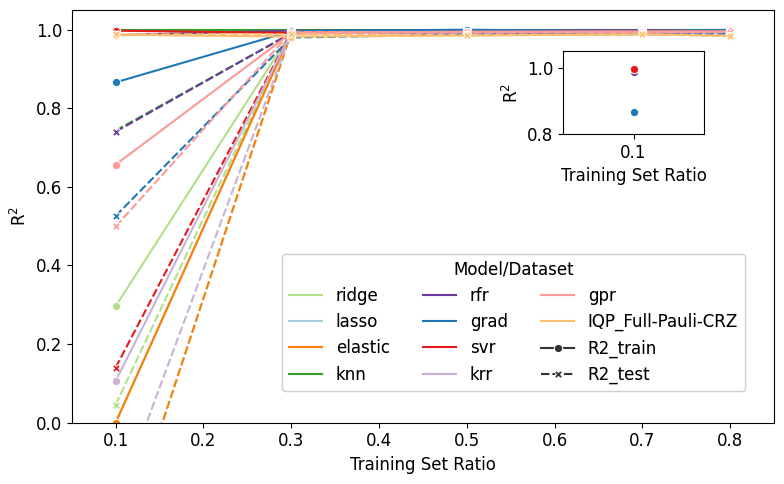 1.0
0.8
0.6
0.4
0.2
0.0
R²
1.0
0.8
R²
0.1
Training Set Ratio
Model/Dataset
ridge rfr gpr
lasso grad IQP_Full-Pauli-CRZ
elastic svr R2_train
knn krr R2_test
0.1 0.2 0.3 0.4 0.5 0.6 0.7 0.8
Training Set Ratio